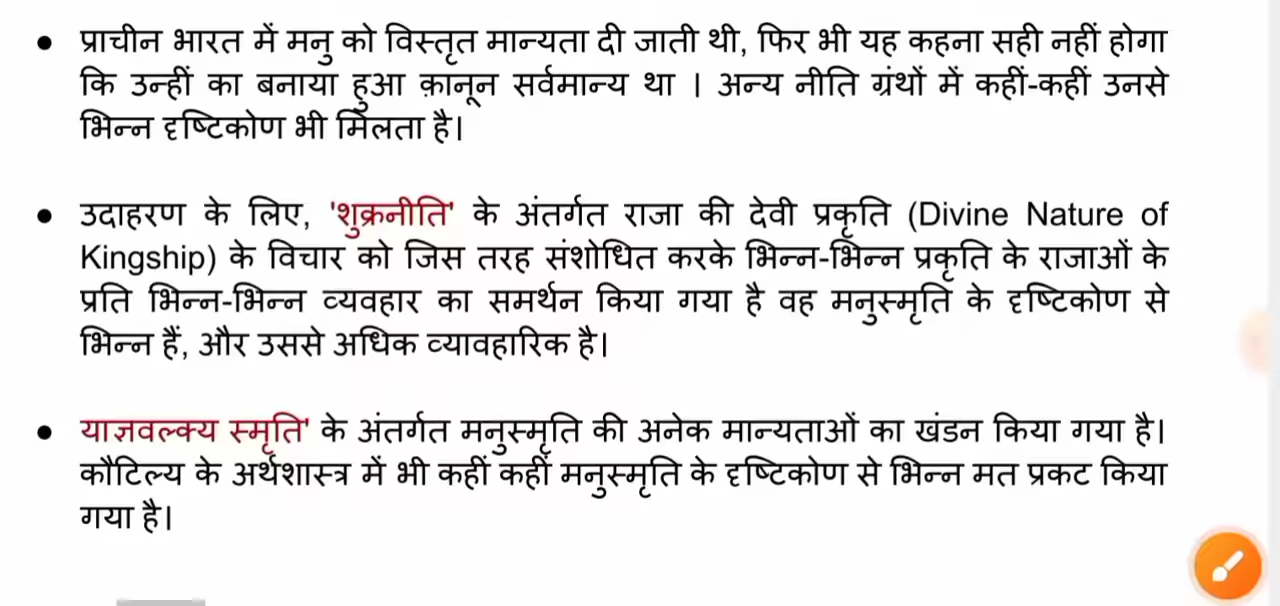 ● प्राचीन भारत में मनु को विस्तृत मान्यता दी जाती थी, फिर भी यह कहना सही नहीं होगा
कि उन्हीं का बनाया हुआ क़ानून सर्वमान्य था | अन्य नीति ग्रंथों में कहीं-कहीं उनसे
भिन्न दृष्टिकोण भी मिलता है।
● उदाहरण के लिए, 'शुक्रनीति' के अंतर्गत राजा की देवी प्रकृति (Divine Nature of
Kingship) के विचार को जिस तरह संशोधित करके भिन्न-भिन्न प्रकृति के राजाओं के
प्रति भिन्न-भिन्न व्यवहार का समर्थन किया गया है वह मनुस्मृति के दृष्टिकोण से
भिन्न हैं, और उससे अधिक व्यावहारिक है।
● याज्ञवल्क्य स्मृति' के अंतर्गत मनुस्मृति की अनेक मान्यताओं का खंडन किया गया है।
कौटिल्य के अर्थशास्त्र में भी कहीं कहीं मनुस्मृति के दृष्टिकोण से भिन्न मत प्रकट किया
गया है।